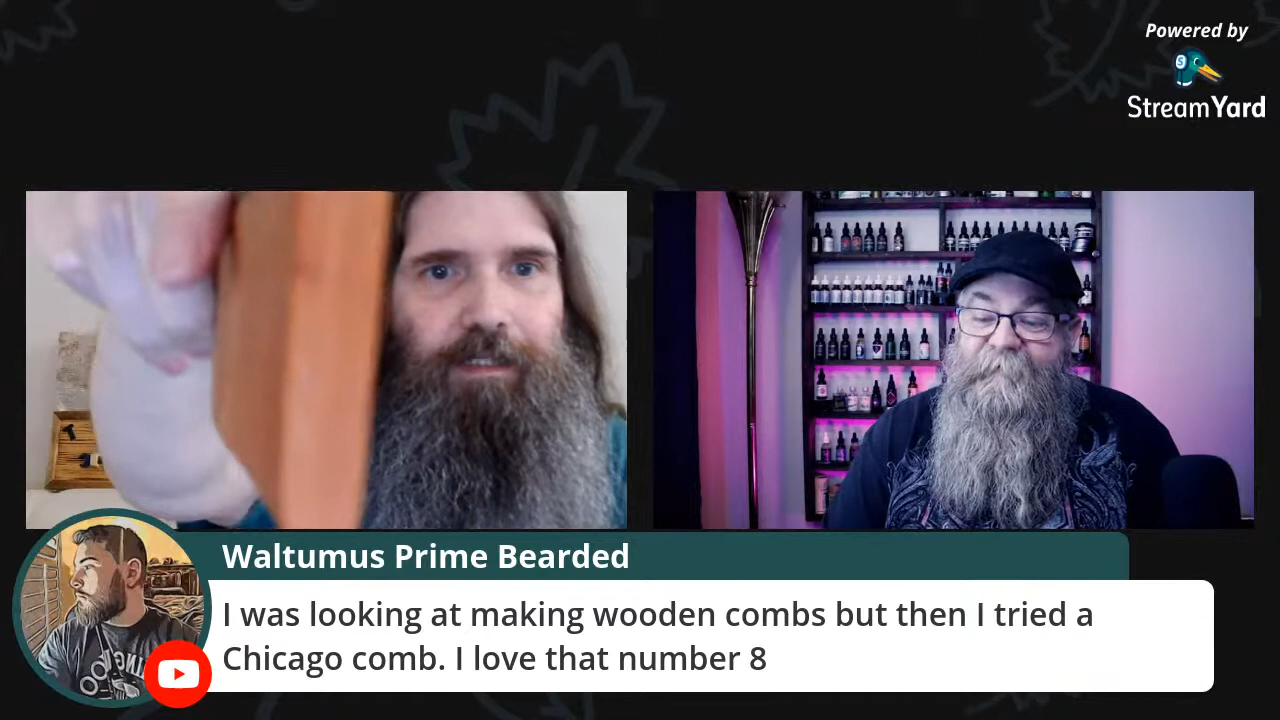 Powered by
StreamYard
Waltumus Prime Bearded
I was looking at making wooden combs but then I tried a
Chicago comb. I love that number 8